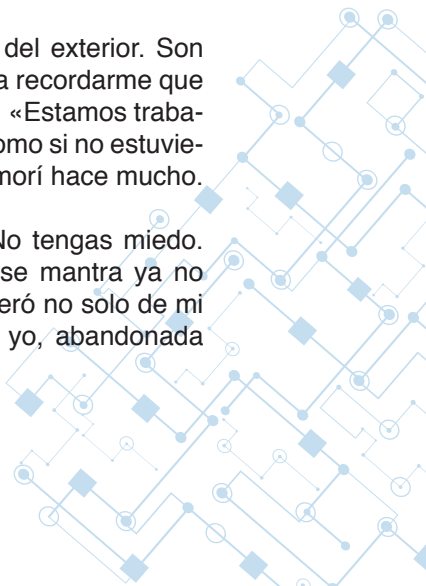 del exterior. Son
a recordarme que
«Estamos traba-
omo si no estuvie-
morí hace mucho.
No tengas miedo.
se mantra ya no
eró no solo de mi
yo, abandonada